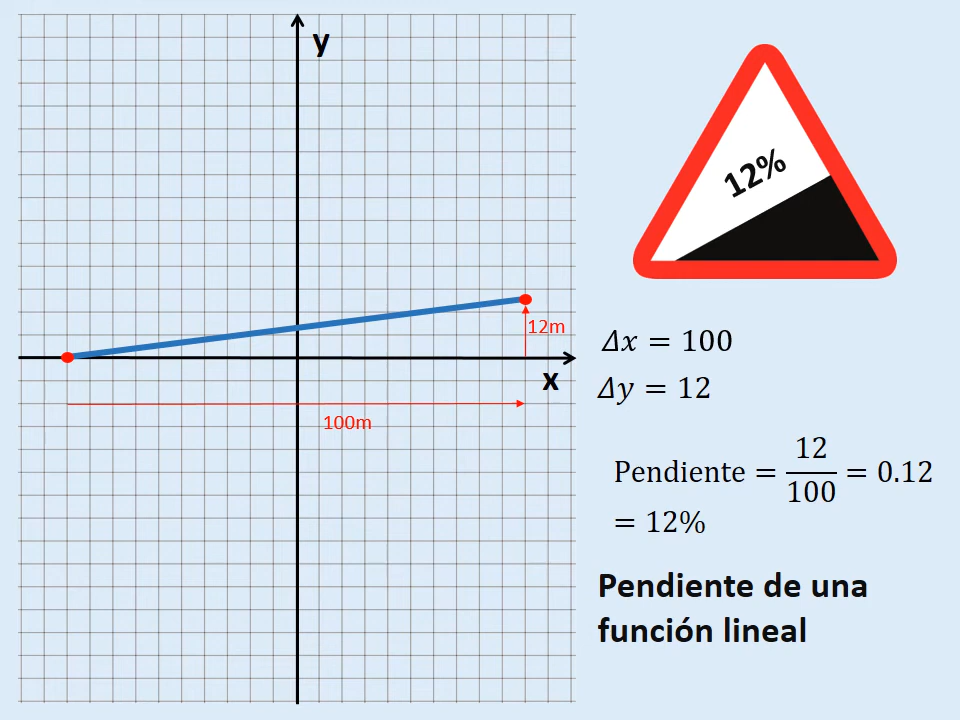 y
12%
12m
x
100m
Δx = 100
Δy = 12
Pendiente = 12/100 = 0.12
= 12%
Pendiente de una
función lineal